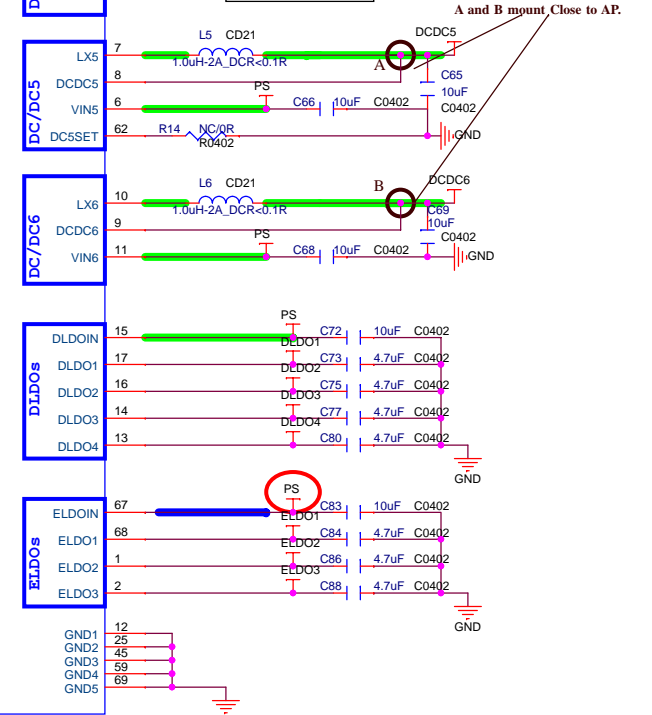 A and B mount Close to AP.
DC/DC5
LX5 7 L5 CD21 DCDC5
1.0uH-2A_DCR<0.1R A
DCDC5 8 PS C65
10uF
VIN5 6 C66 10uF C0402 C0402
DC5SET 62 R14 NC/0R GND
R0402
DC/DC6
B DCDC6
LX6 10 L6 CD21
1.0uH-2A_DCR<0.1R C69
10uF
DCDC6 9 PS C0402
VIN6 11 C68 10uF C0402 GND
DLDOs
PS
DLDOIN 15 C72 10uF C0402
DLDO1
DLDO1 17 C73 4.7uF C0402
DLDO2
DLDO2 16 C75 4.7uF C0402
DLDO3
DLDO3 14 C77 4.7uF C0402
DLDO4
DLDO4 13 C80 4.7uF C0402
GND
ELDOs
PS
ELDOIN 67 C83 10uF C0402
ELDO1
ELDO1 68 C84 4.7uF C0402
ELDO2
ELDO2 1 C86 4.7uF C0402
ELDO3
ELDO3 2 C88 4.7uF C0402
GND
GND1 12
GND2 25
GND3 45
GND4 59
GND5 69